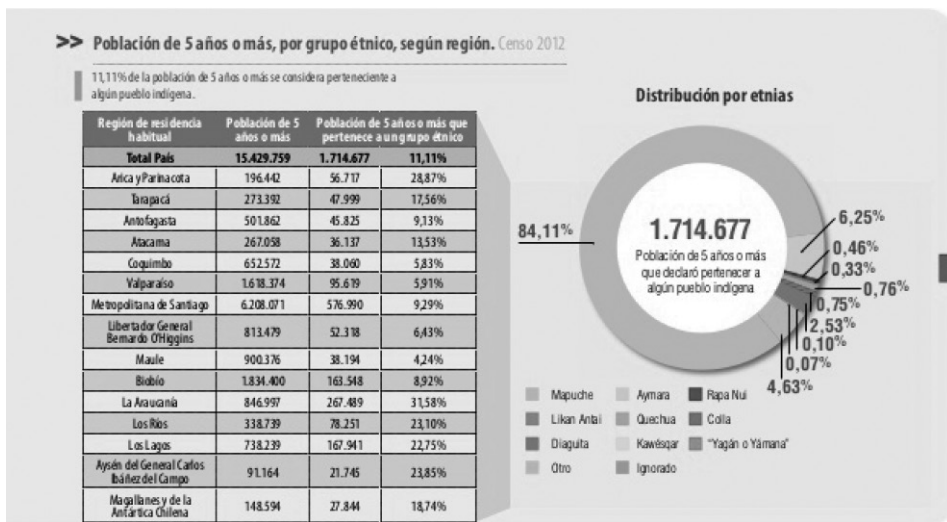 >> Población de 5 años o más, por grupo étnico, según región. Censo 2012
11,11% de la población de 5 años o más se considera perteneciente a
algún pueblo indígena.
Región de residencia habitual Población de 5 años o más Población de 5 años o más que pertenece a un grupo étnico
Total País 15.429.759 1.714.677 11,11%
Arica y Parinacota 196.442 56.717 28,87%
Tarapacá 273.392 47.999 17,56%
Antofagasta 501.862 45.825 9,13%
Atacama 267.058 36.137 13,53%
Coquimbo 652.572 38.060 5,83%
Valparaíso 1.618.374 95.619 5,91%
Metropolitana de Santiago 6.208.071 576.990 9,29%
Libertador General Bernardo O'Higgins 813.479 52.318 6,43%
Maule 900.376 38.194 4,24%
Biobío 1.834.400 163.548 8,92%
La Araucanía 846.997 267.489 31,58%
Los Ríos 338.739 78.251 23,10%
Los Lagos 738.239 167.941 22,75%
Aysén del General Carlos Ibáñez del Campo 91.164 21.745 23,85%
Magallanes y de la Antártica Chilena 148.594 27.844 18,74%
Distribución por etnias
84,11%
6,25%
0,46%
0,33%
0,76%
0,75%
2,53%
0,10%
0,07%
4,63%
1.714.677
Población de 5 años o más
que declaró pertenecer a
algún pueblo indígena
Mapuche Aymara Rapa Nui
Likan Antai Quechua Colla
Diaguita Kawésqar "Yagán o Yámana"
Otro Ignorado